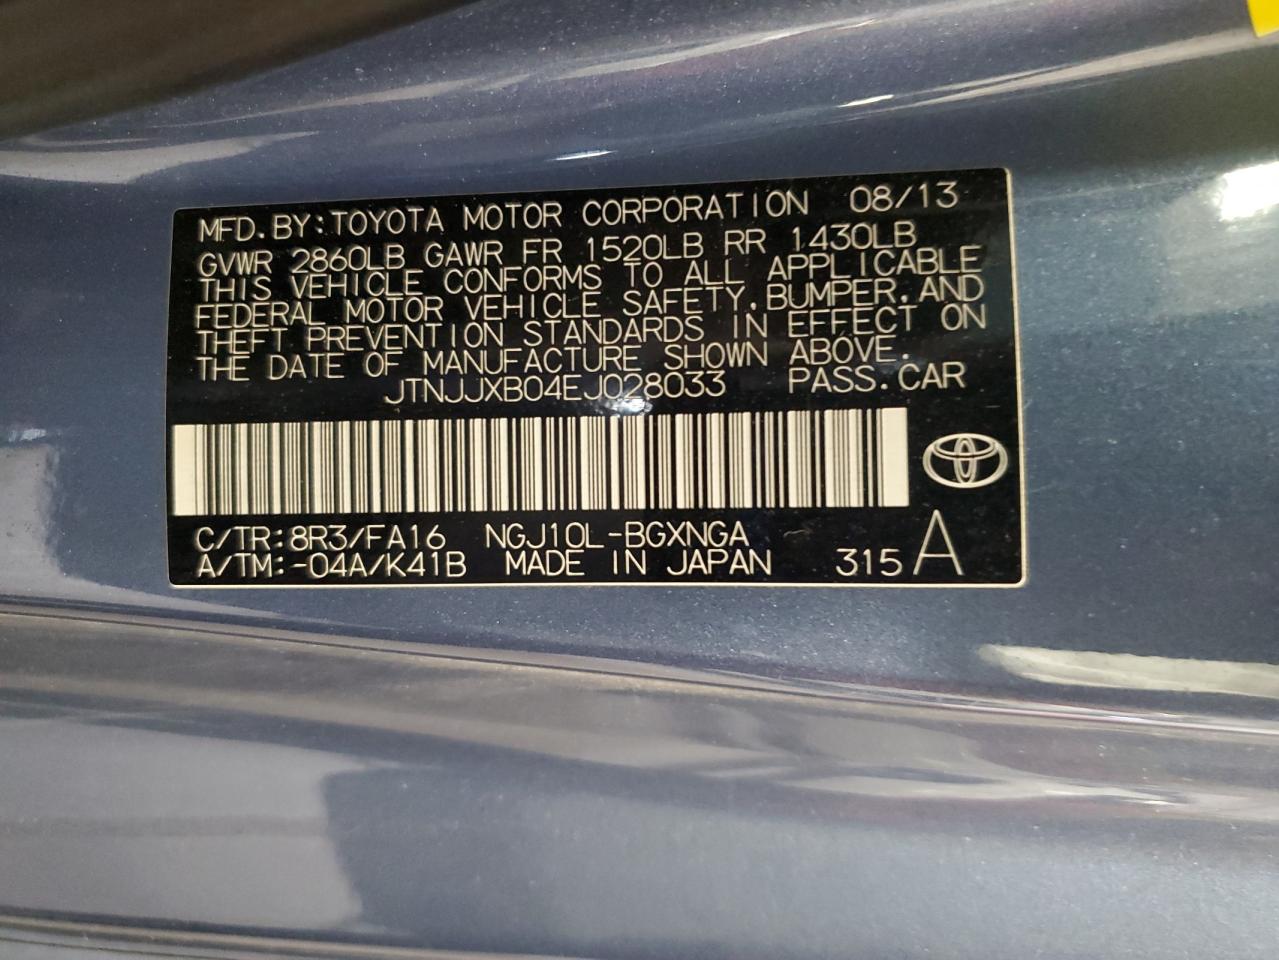 MFD. BY: TOYOTA MOTOR CORPORATION 08/13
GVWR 2860LB GAWR FR 1520LB RR 1430LB
THIS VEHICLE CONFORMS TO ALL APPLICABLE
FEDERAL MOTOR VEHICLE SAFETY, BUMPER, AND
THEFT PREVENTION STANDARDS IN EFFECT ON
THE DATE OF MANUFACTURE SHOWN ABOVE.
JTNJJXB04EJ028033 PASS. CAR
C/TR: 8R3/FA16 NGJ10L-BGXNGA
A/TM: -04A/K41B MADE IN JAPAN 315 A